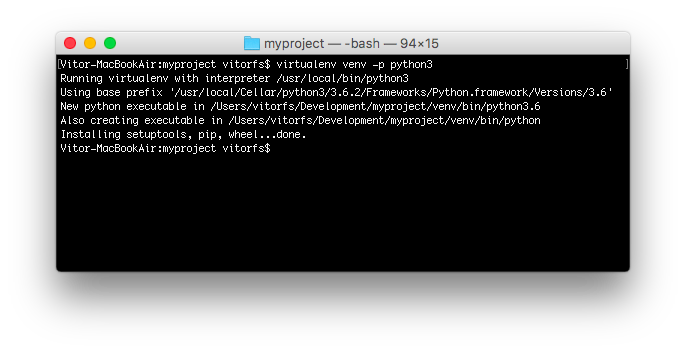 myproject — -bash — 94×15
[Vitor-MacBookAir:myproject vitorfs$ virtualenv venv -p python3 ]
Running virtualenv with interpreter /usr/local/bin/python3
Using base prefix '/usr/local/Cellar/python3/3.6.2/Frameworks/Python.framework/Versions/3.6'
New python executable in /Users/vitorfs/Development/myproject/venv/bin/python3.6
Also creating executable in /Users/vitorfs/Development/myproject/venv/bin/python
Installing setuptools, pip, wheel...done.
Vitor-MacBookAir:myproject vitorfs$